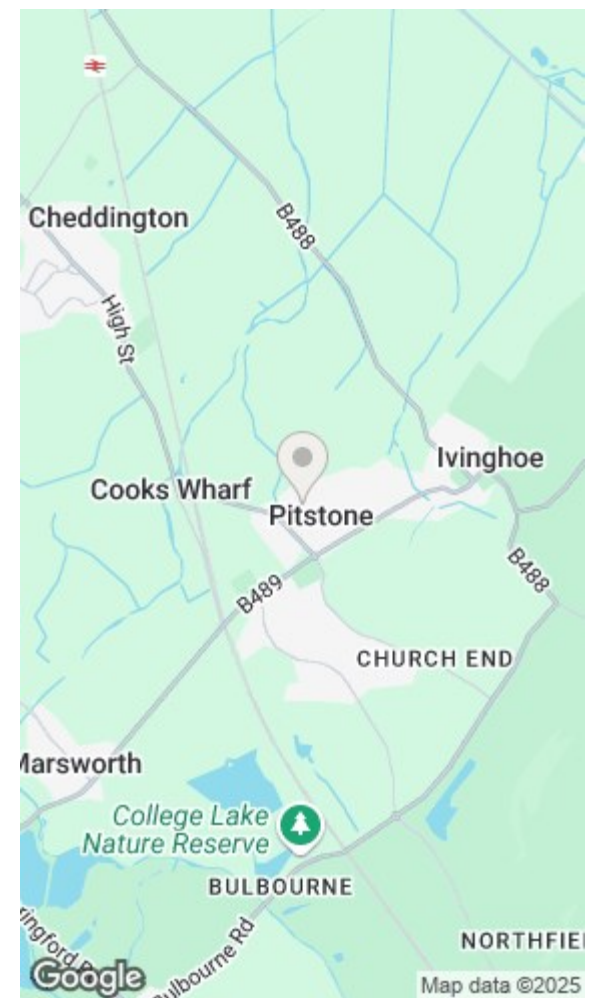 Cheddington
B488
High St
Ivinghoe
Cooks Wharf
Pitstone
B488
B489
CHURCH END
Marsworth
College Lake
Nature Reserve
BULBOURNE
Bulbourne Rd
NORTHFIE
Google
Map data ©2025